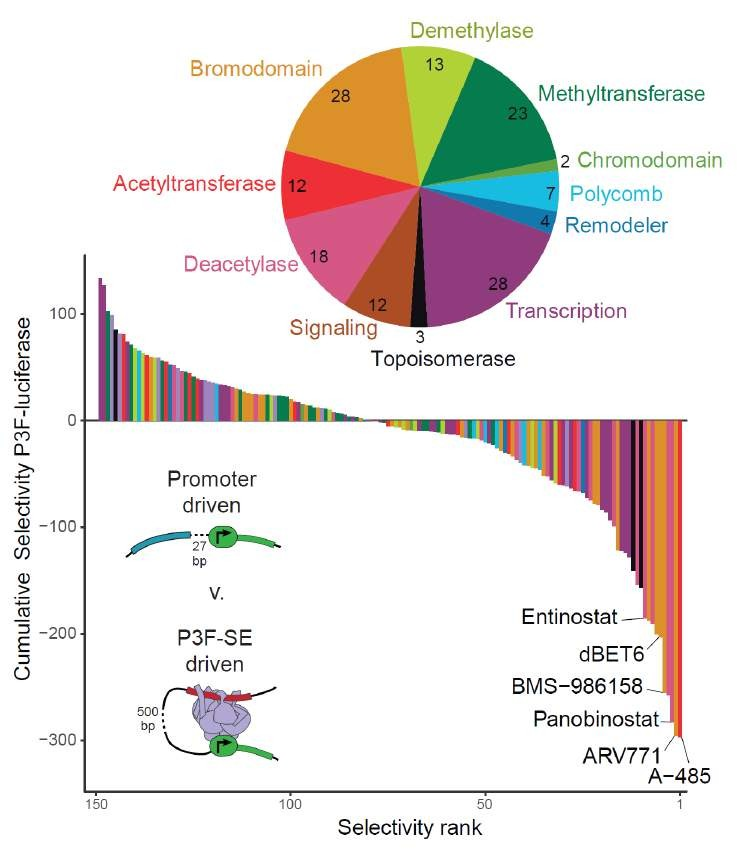 Demethylase
13
Bromodomain
28
Methyltransferase
23
2 Chromodomain
Acetyltransferase 12
7 Polycomb
4 Remodeler
Deacetylase 18
28
Transcription
12
Signaling
3
Topoisomerase
Cumulative Selectivity P3F-luciferase
100
0
−100
−200
−300
Promoter
driven
27
bp
v.
P3F-SE
driven
500
bp
Entinostat
dBET6
BMS−986158
Panobinostat
ARV771
A−485
150
100
50
1
Selectivity rank